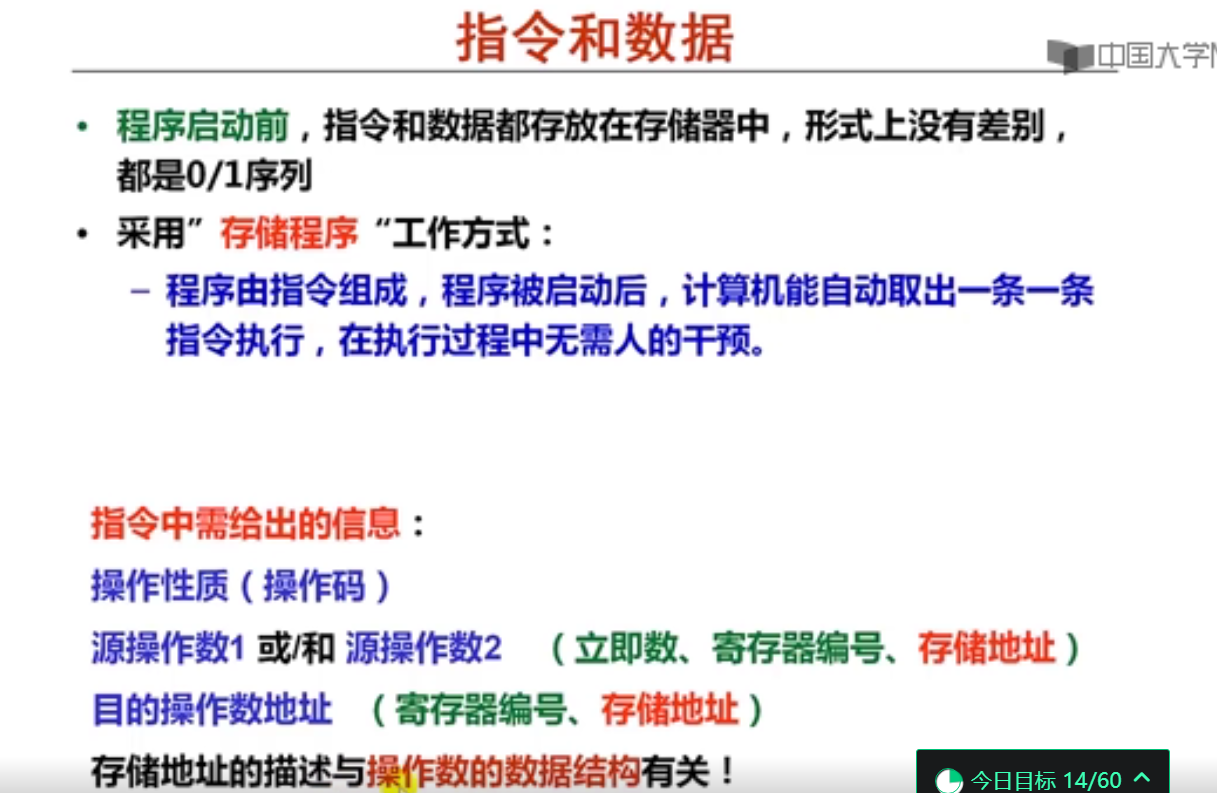 指令和数据
中国大学M
• 程序启动前，指令和数据都存放在存储器中，形式上没有差别，
都是0/1序列
• 采用”存储程序“工作方式：
– 程序由指令组成，程序被启动后，计算机能自动取出一条一条
指令执行，在执行过程中无需人的干预。
指令中需给出的信息：
操作性质（操作码）
源操作数1 或/和 源操作数2 （立即数、寄存器编号、存储地址）
目的操作数地址 （寄存器编号、存储地址）
存储地址的描述与操作数的数据结构有关！
今日目标 14/60